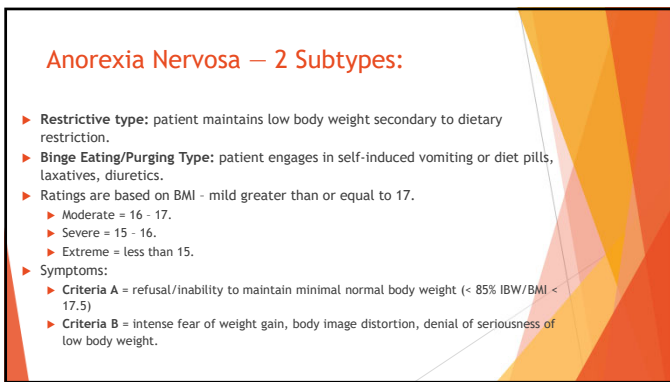 Anorexia Nervosa — 2 Subtypes:
Restrictive type: patient maintains low body weight secondary to dietary
restriction.
Binge Eating/Purging Type: patient engages in self-induced vomiting or diet pills,
laxatives, diuretics.
Ratings are based on BMI - mild greater than or equal to 17.
Moderate = 16 - 17.
Severe = 15 - 16.
Extreme = less than 15.
Symptoms:
Criteria A = refusal/inability to maintain minimal normal body weight (< 85% IBW/BMI <
17.5)
Criteria B = intense fear of weight gain, body image distortion, denial of seriousness of
low body weight.